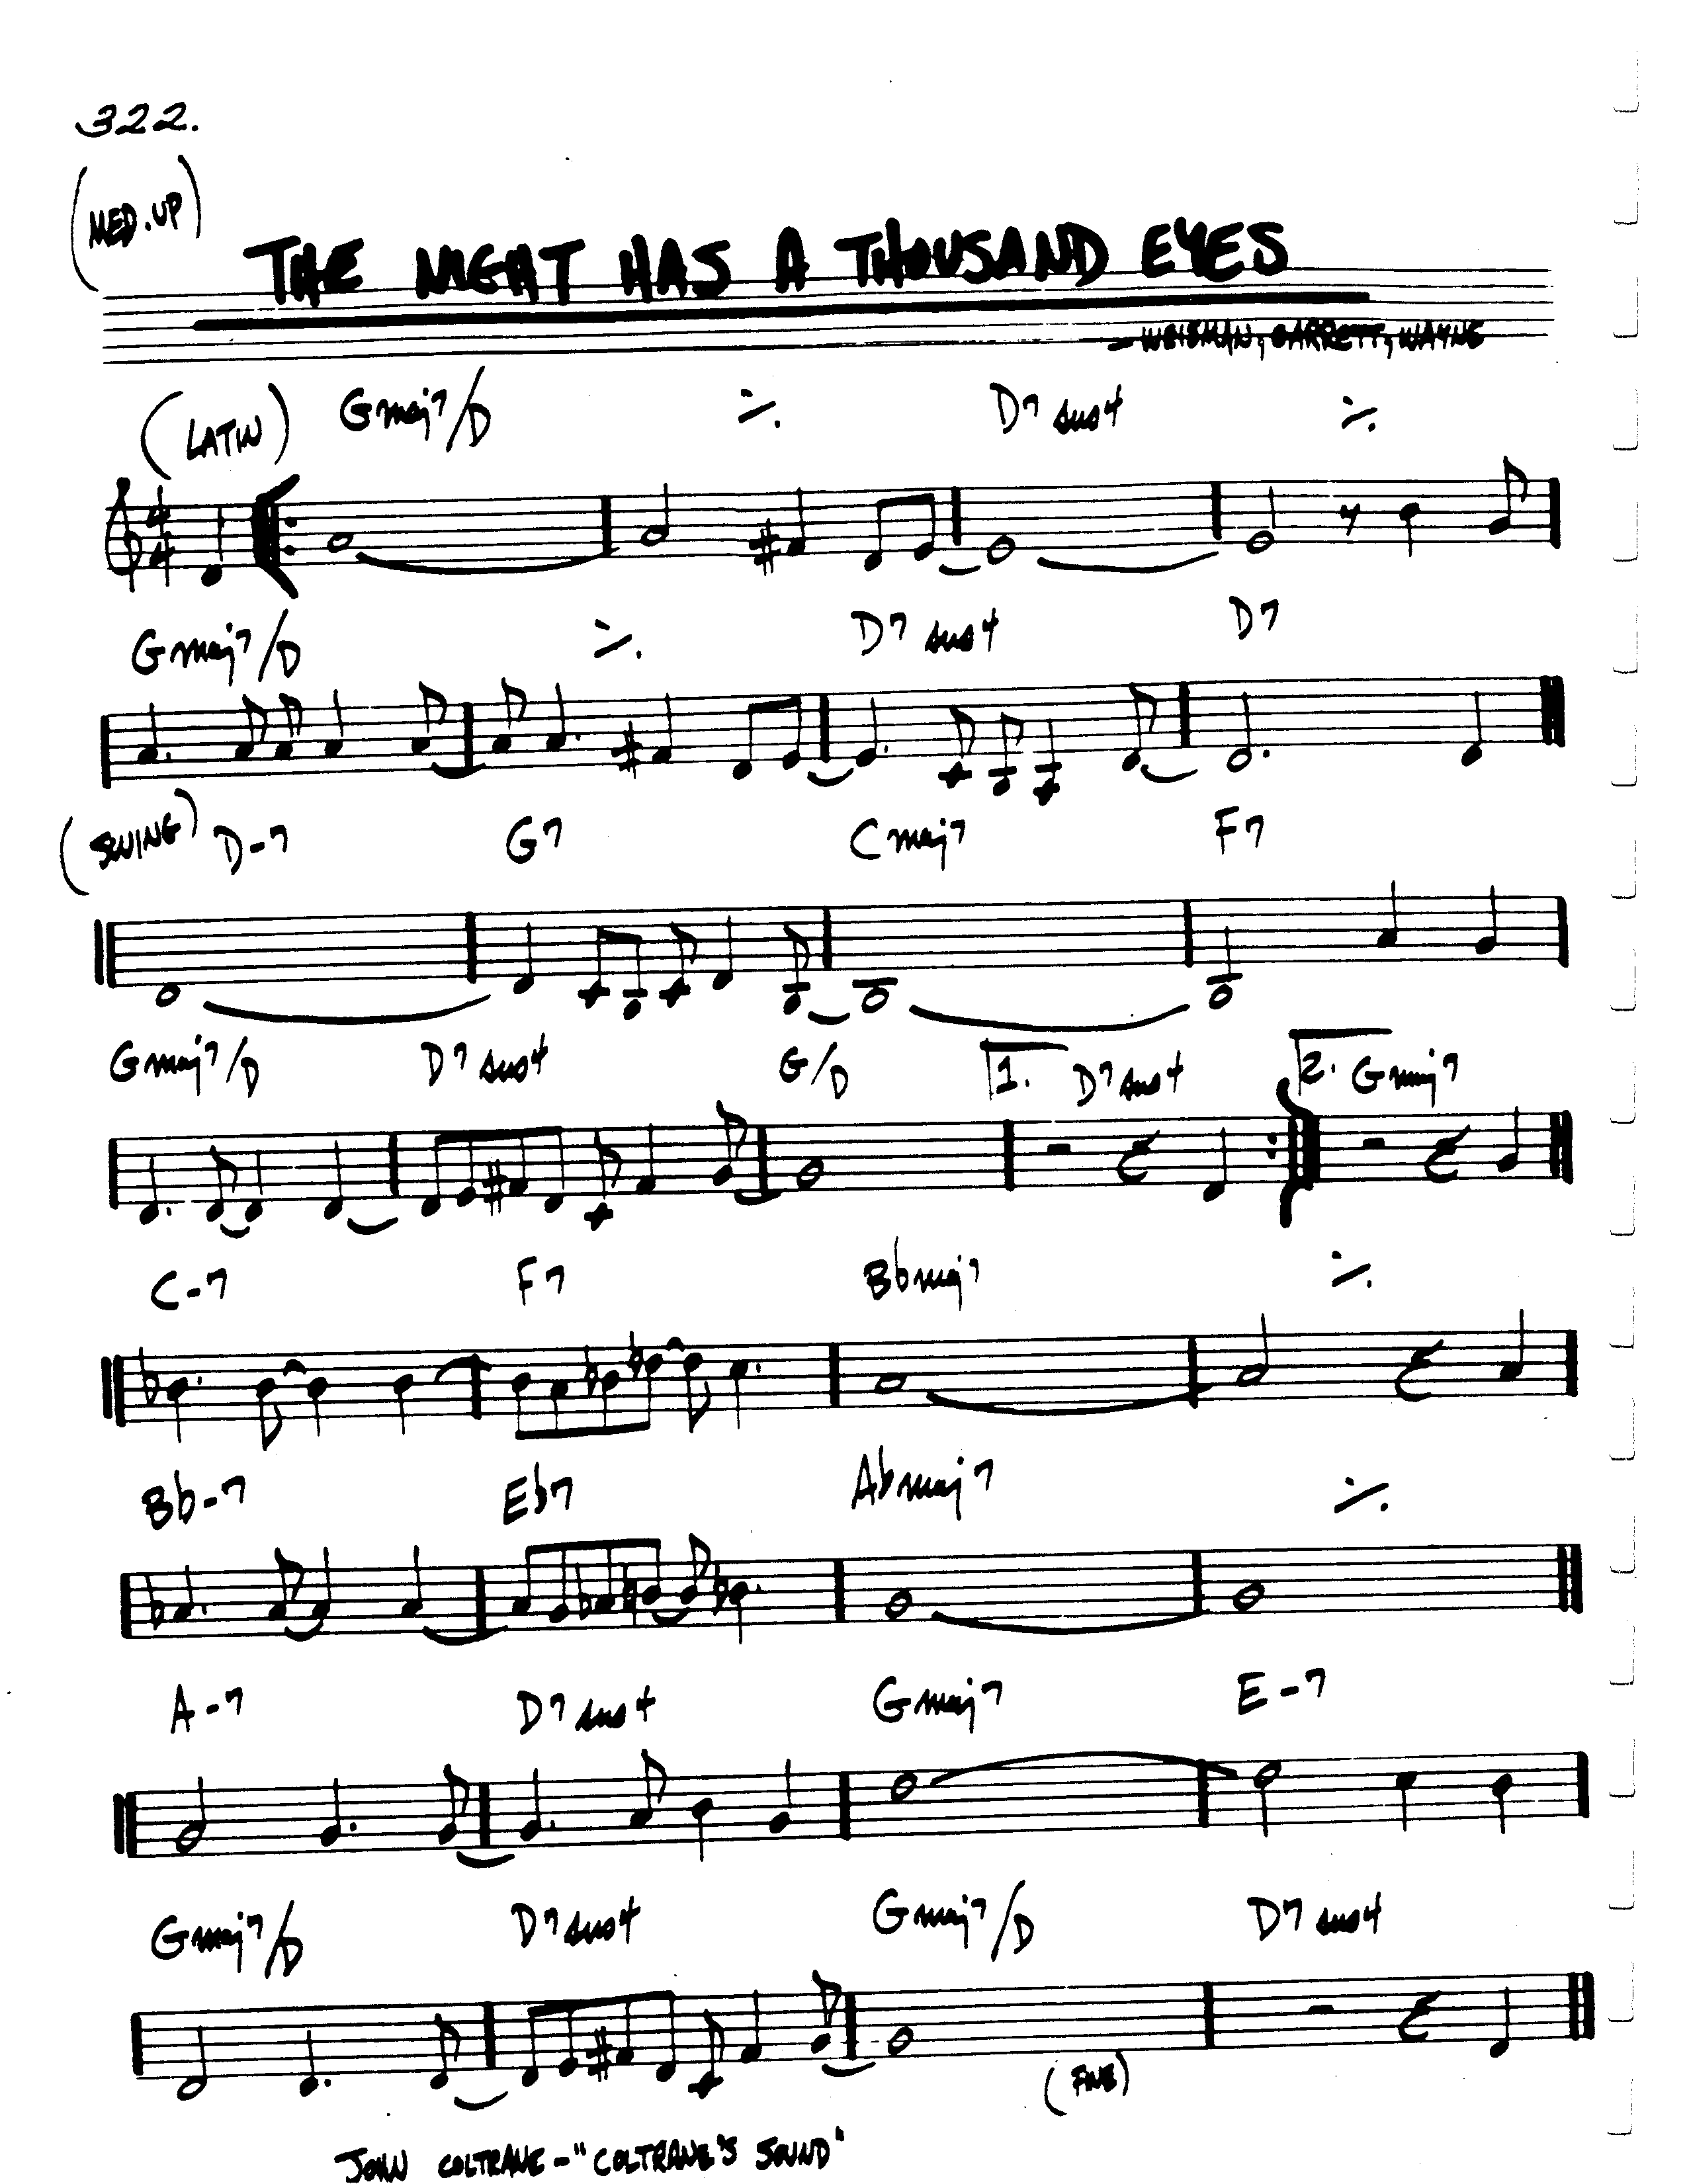 322.
(MED. UP)
THE NIGHT HAS A THOUSAND EYES
– WEISMAN, GARRETT, WAYNE
(LATIN) Gmaj7/D ٪ D7 sus4 ٪
4
4
Gmaj7/D ٪ D7 sus4 D7
(SWING) D-7 G7 Cmaj7 F7
Gmaj7/D D7 sus4 G/D 1. D7 sus4 2. Gmaj7
C-7 F7 Bbmaj7 ٪
Bb-7 Eb7 Abmaj7 ٪
A-7 D7 sus4 Gmaj7 E-7
Gmaj7/D D7 sus4 Gmaj7/D D7 sus4
(FINE)
JOHN COLTRANE – "COLTRANE'S SOUND"